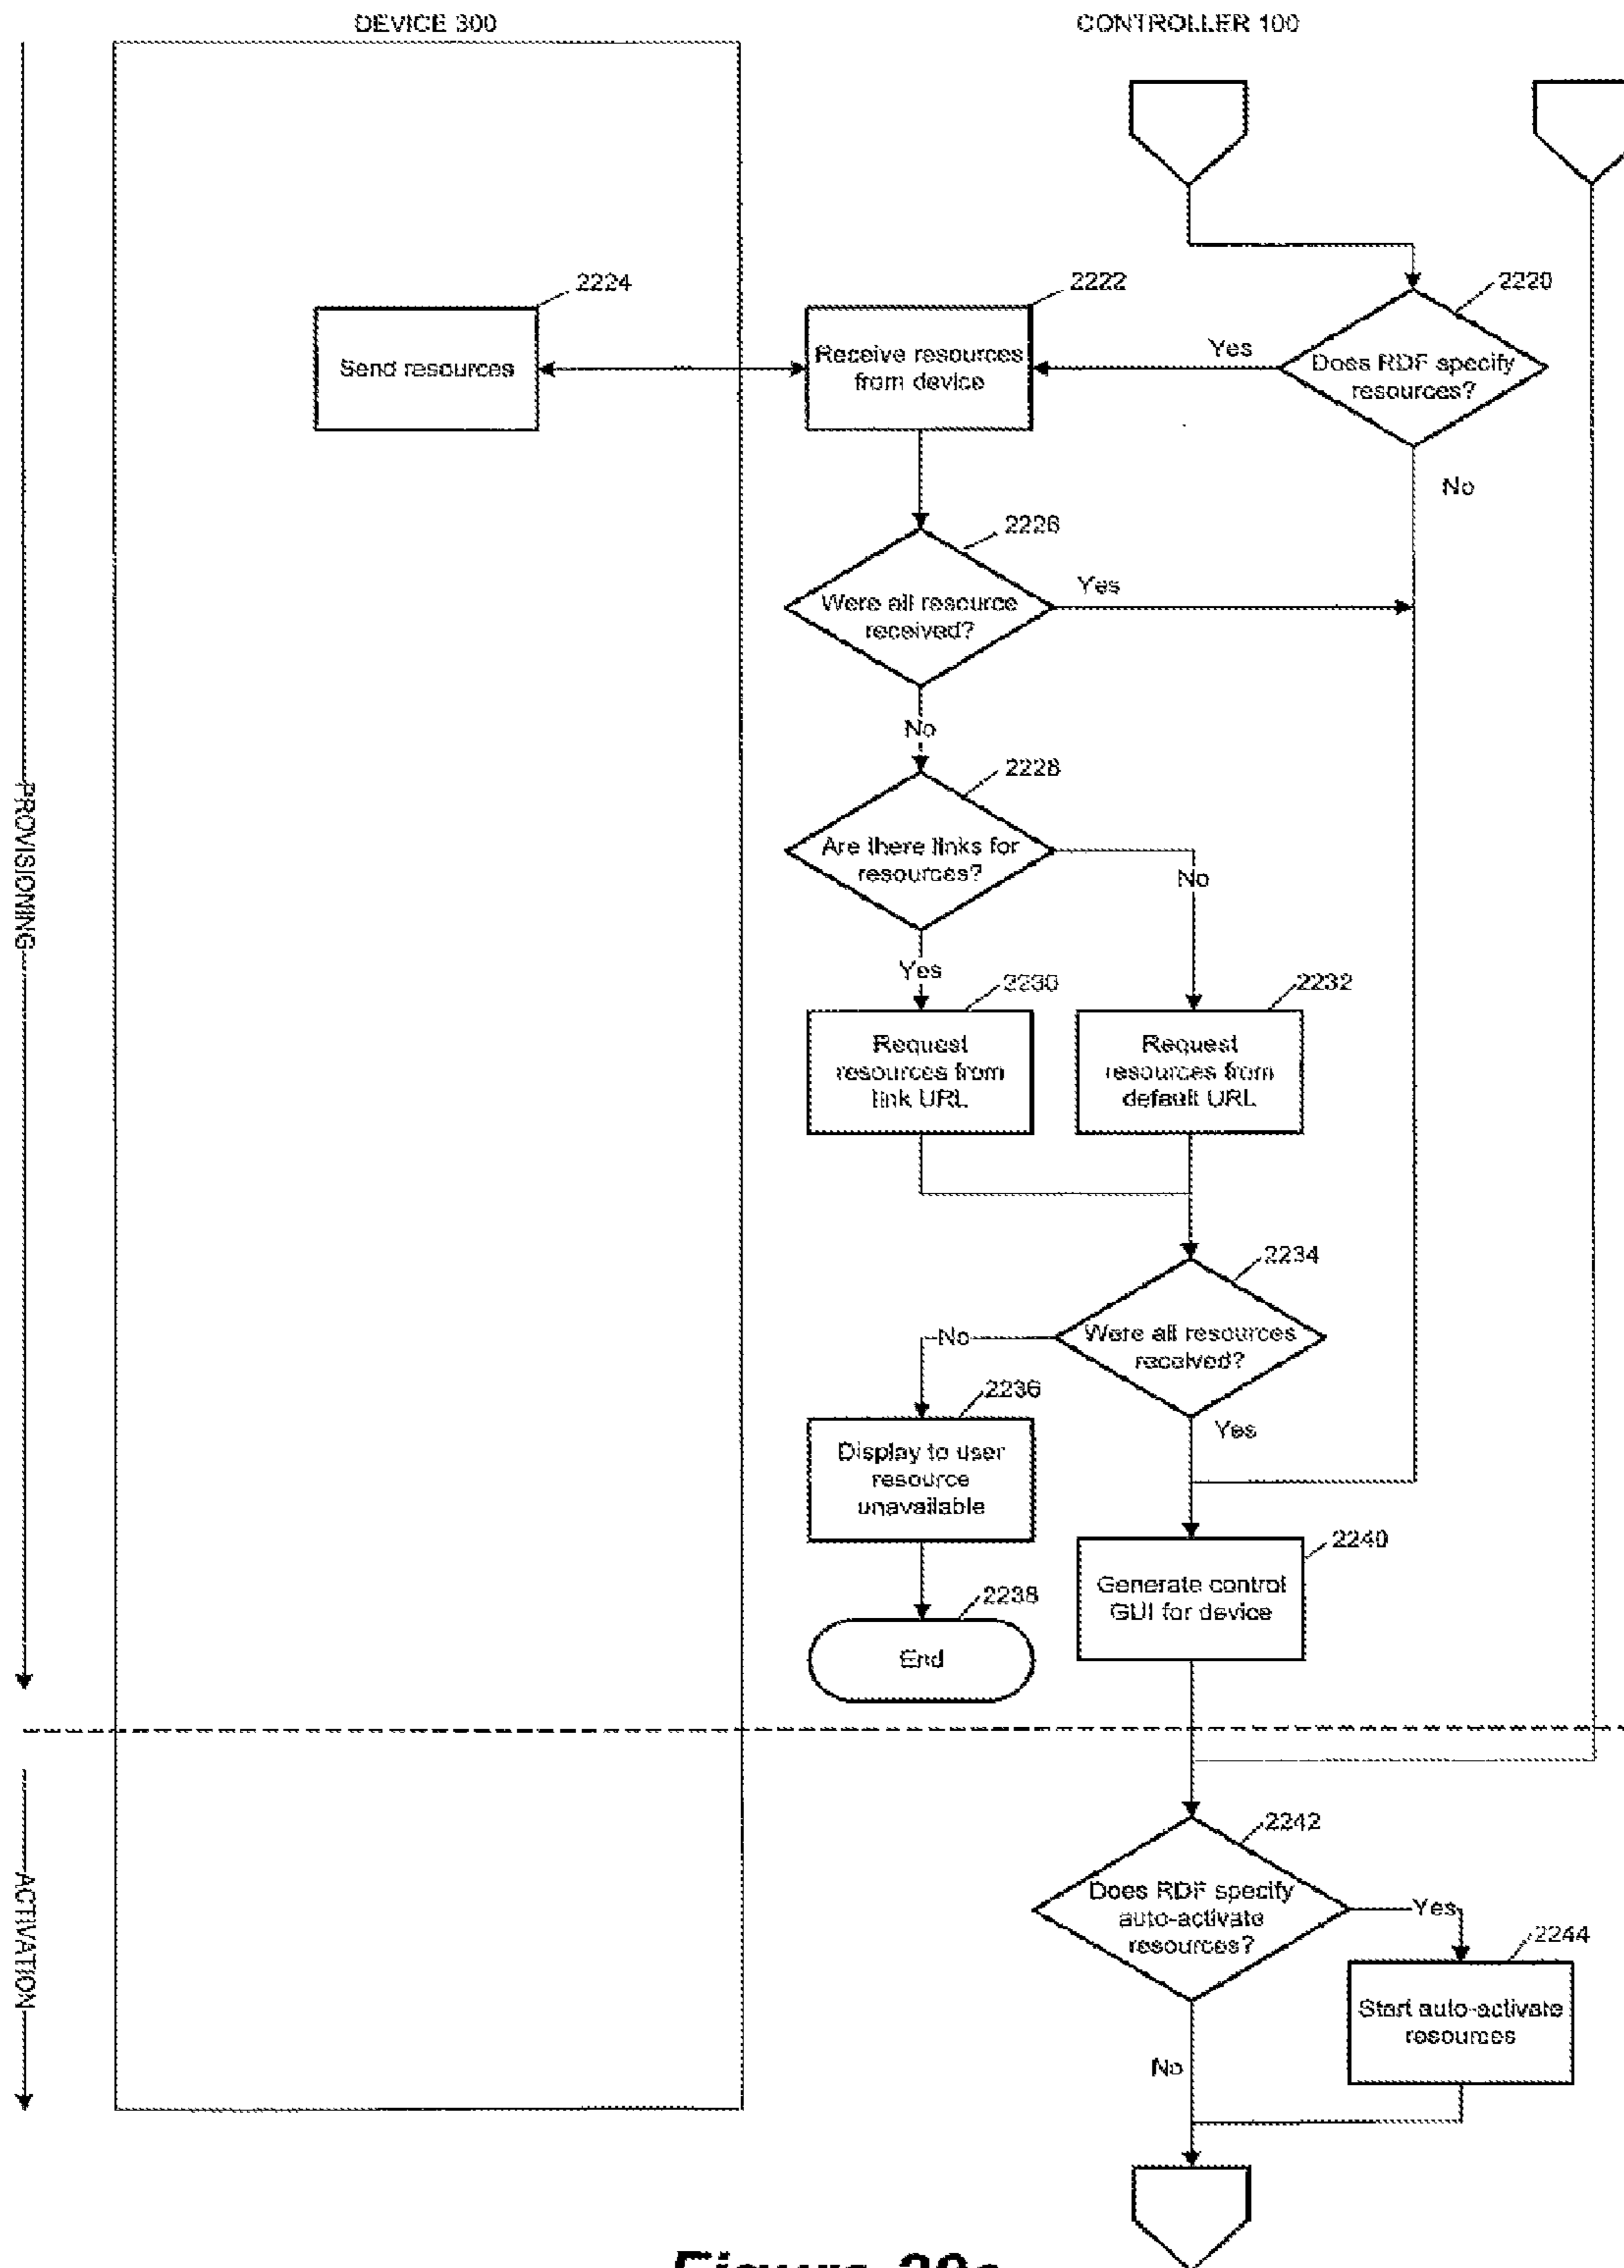 DEVICE 300
CONTROLLER 100
2224
2222
2220
Send resources
Receive resources
from device
Yes
Does RDF specify
resources?
No
2226
Were all resource
received?
Yes
No
2228
Are there links for
resources?
No
Yes
2230
2232
Request
resources from
link URL
Request
resources from
default URL
PROVISIONING
2234
Were all resources
received?
No
Yes
2236
Display to user
resource
unavailable
2240
Generate control
GUI for device
2238
End
2242
Does RDF specify
auto-activate
resources?
Yes
2244
Start auto-activate
resources
No
ACTIVATION
Figure